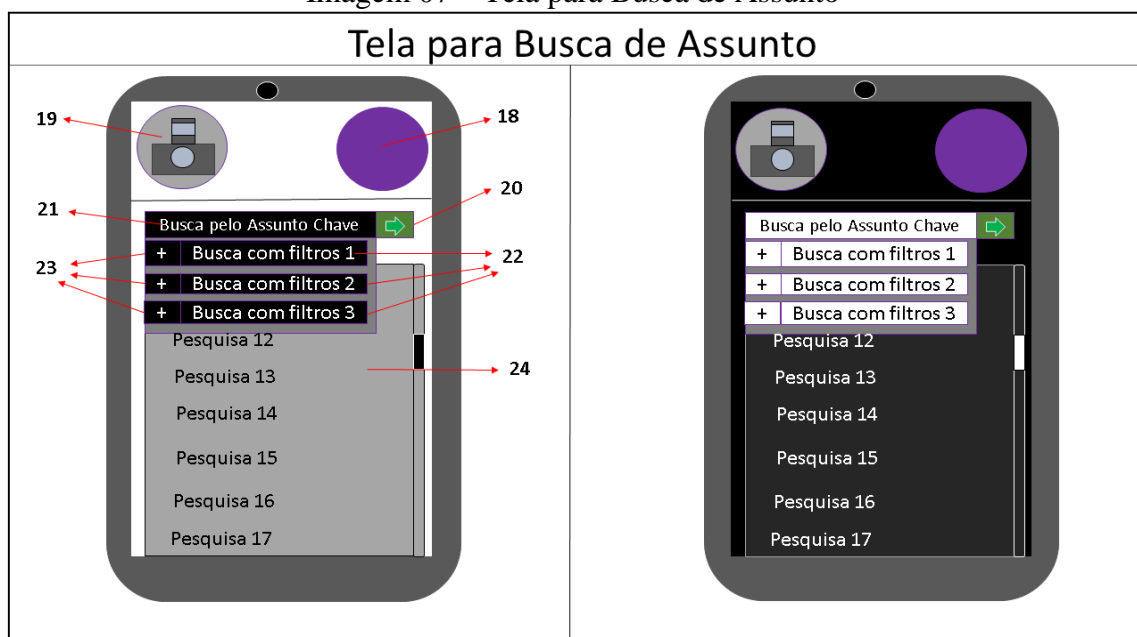 Tela para Busca de Assunto
19
18
21
20
Busca pelo Assunto Chave
23
+ Busca com filtros 1
22
+ Busca com filtros 2
+ Busca com filtros 3
Pesquisa 12
24
Pesquisa 13
Pesquisa 14
Pesquisa 15
Pesquisa 16
Pesquisa 17
Busca pelo Assunto Chave
+ Busca com filtros 1
+ Busca com filtros 2
+ Busca com filtros 3
Pesquisa 12
Pesquisa 13
Pesquisa 14
Pesquisa 15
Pesquisa 16
Pesquisa 17